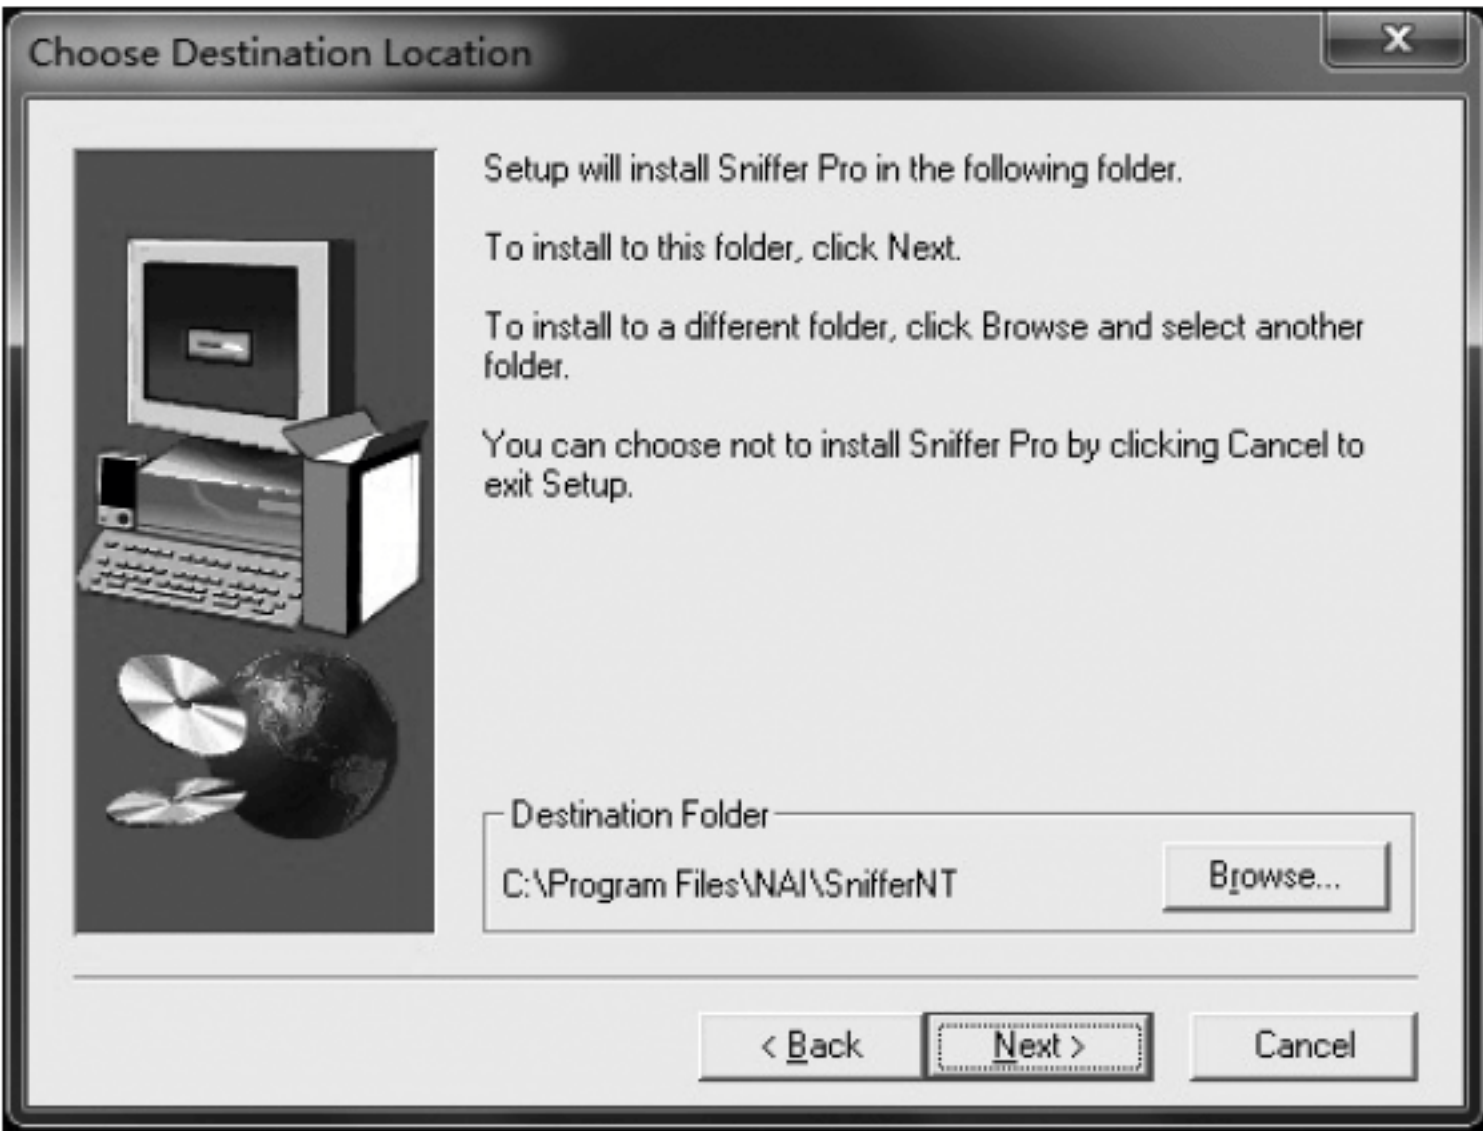 Choose Destination Location
Setup will install Sniffer Pro in the following folder.
To install to this folder, click Next.
To install to a different folder, click Browse and select another
folder.
You can choose not to install Sniffer Pro by clicking Cancel to
exit Setup.
Destination Folder
C:\Program Files\NAI\SnifferNT
Browse...
< Back
Next >
Cancel